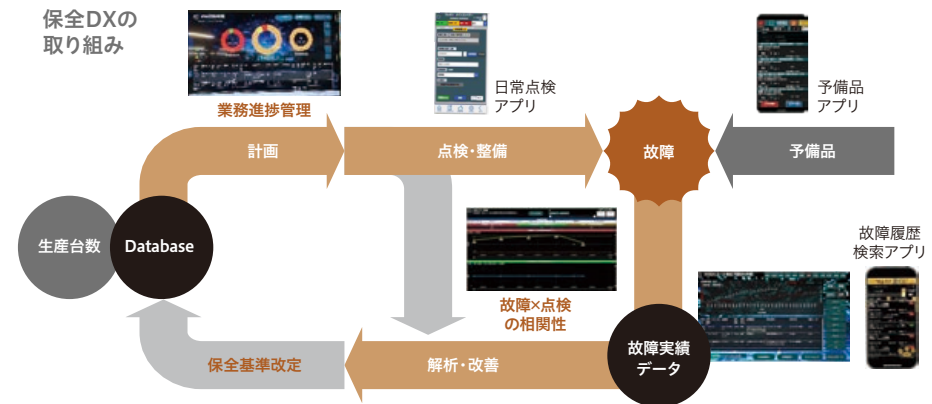 保全DXの
取り組み
業務進捗管理
日常点検
アプリ
予備品
アプリ
計画
点検・整備
故障
予備品
生産台数
Database
故障×点検
の相関性
故障履歴
検索アプリ
保全基準改定
解析・改善
故障実績
データ